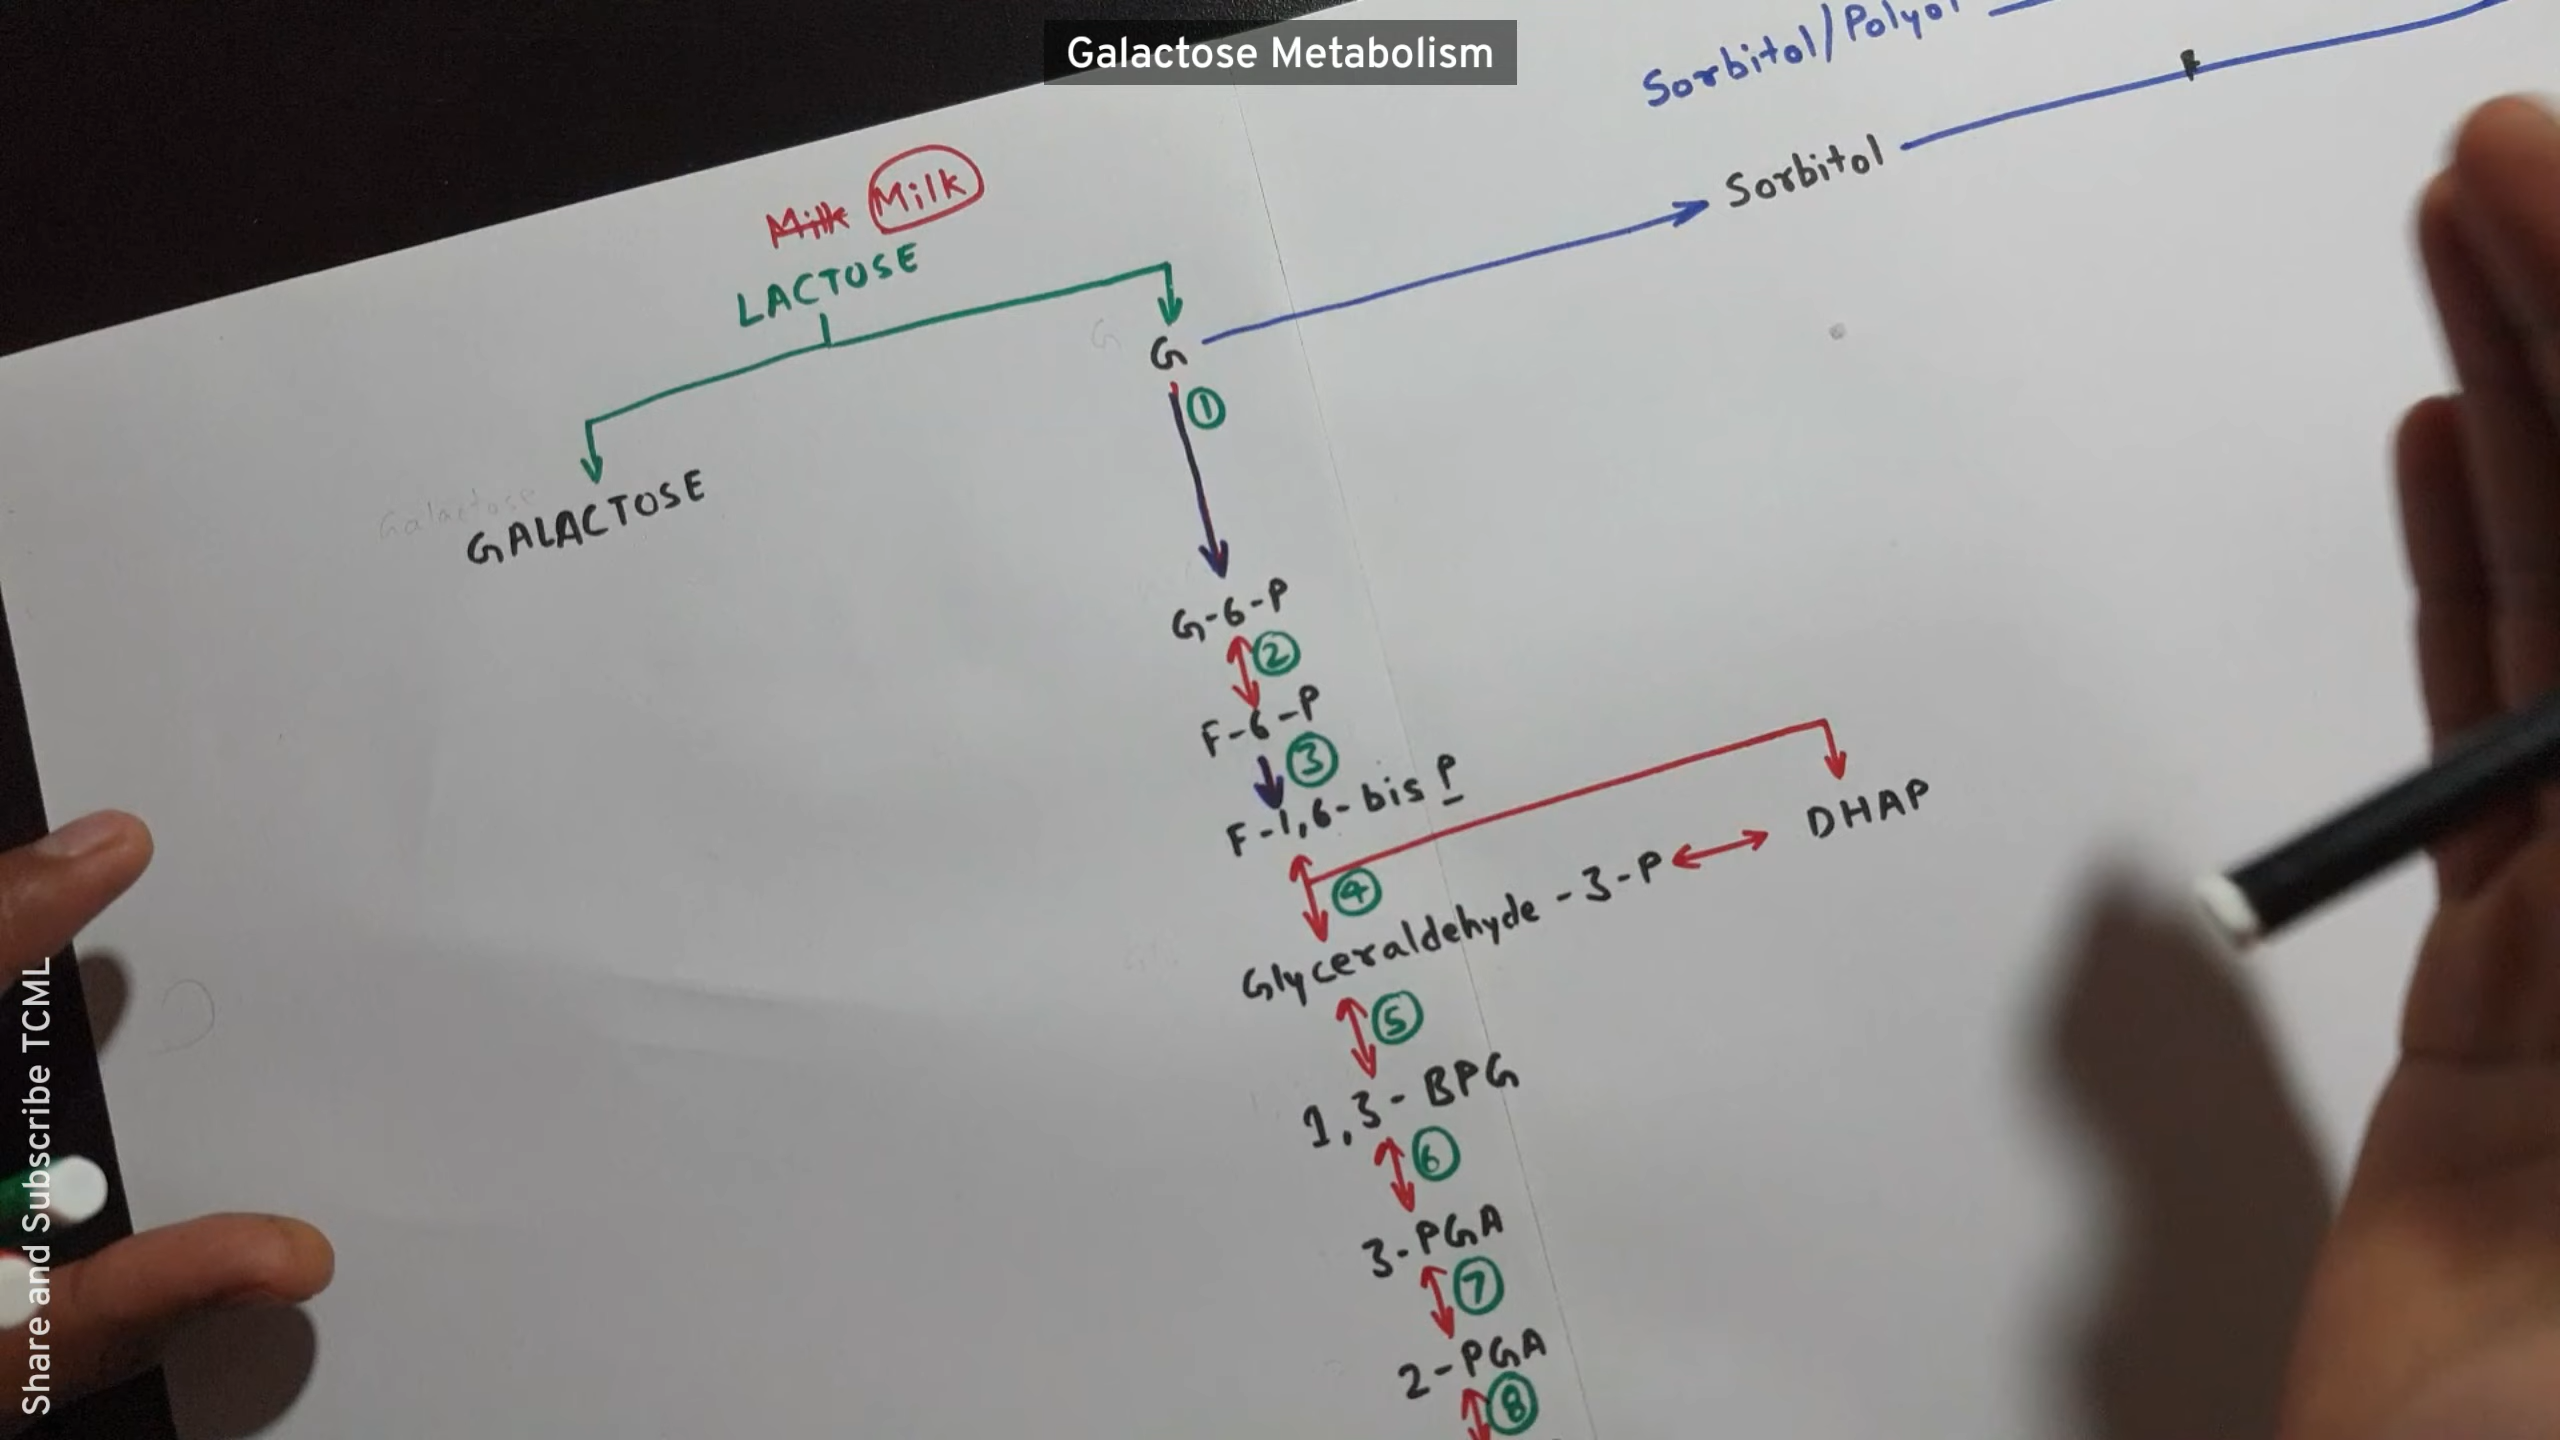 Galactose Metabolism
Sorbitol/Polyol
Milk Milk
LACTOSE
Sorbitol
G
G
①
Galactose
GALACTOSE
G-6-P
②
F-6-P
③
F-1,6-bis P
DHAP
④
Glyceraldehyde-3-P
⑤
1,3-BPG
⑥
3-PGA
⑦
2-PGA
⑧
Share and Subscribe TCML